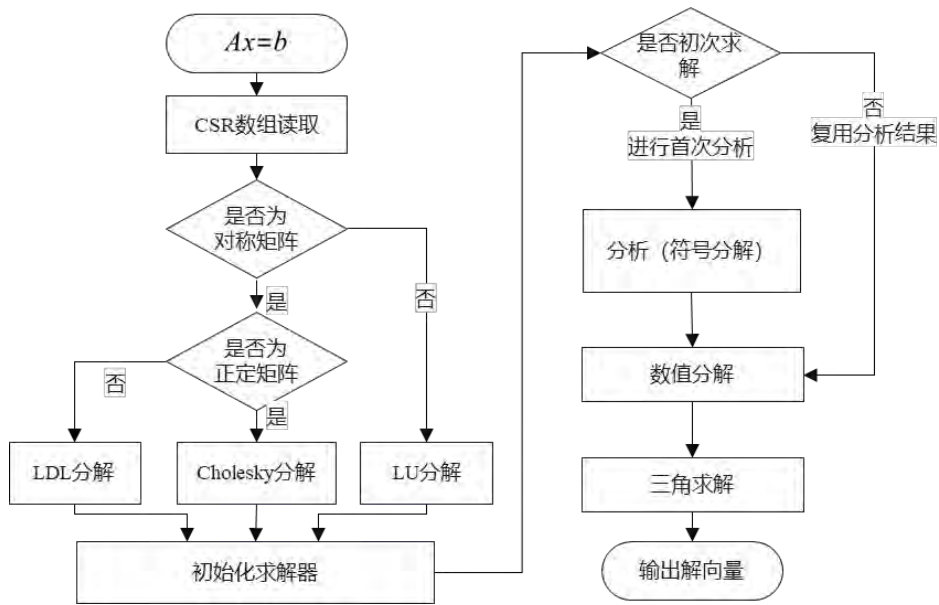 Ax=b
CSR数组读取
是否为
对称矩阵
是
否
是否为
正定矩阵
否
是
LDL分解
Cholesky分解
LU分解
初始化求解器
是否初次求
解
是
进行首次分析
否
复用分析结果
分析（符号分解）
数值分解
三角求解
输出解向量